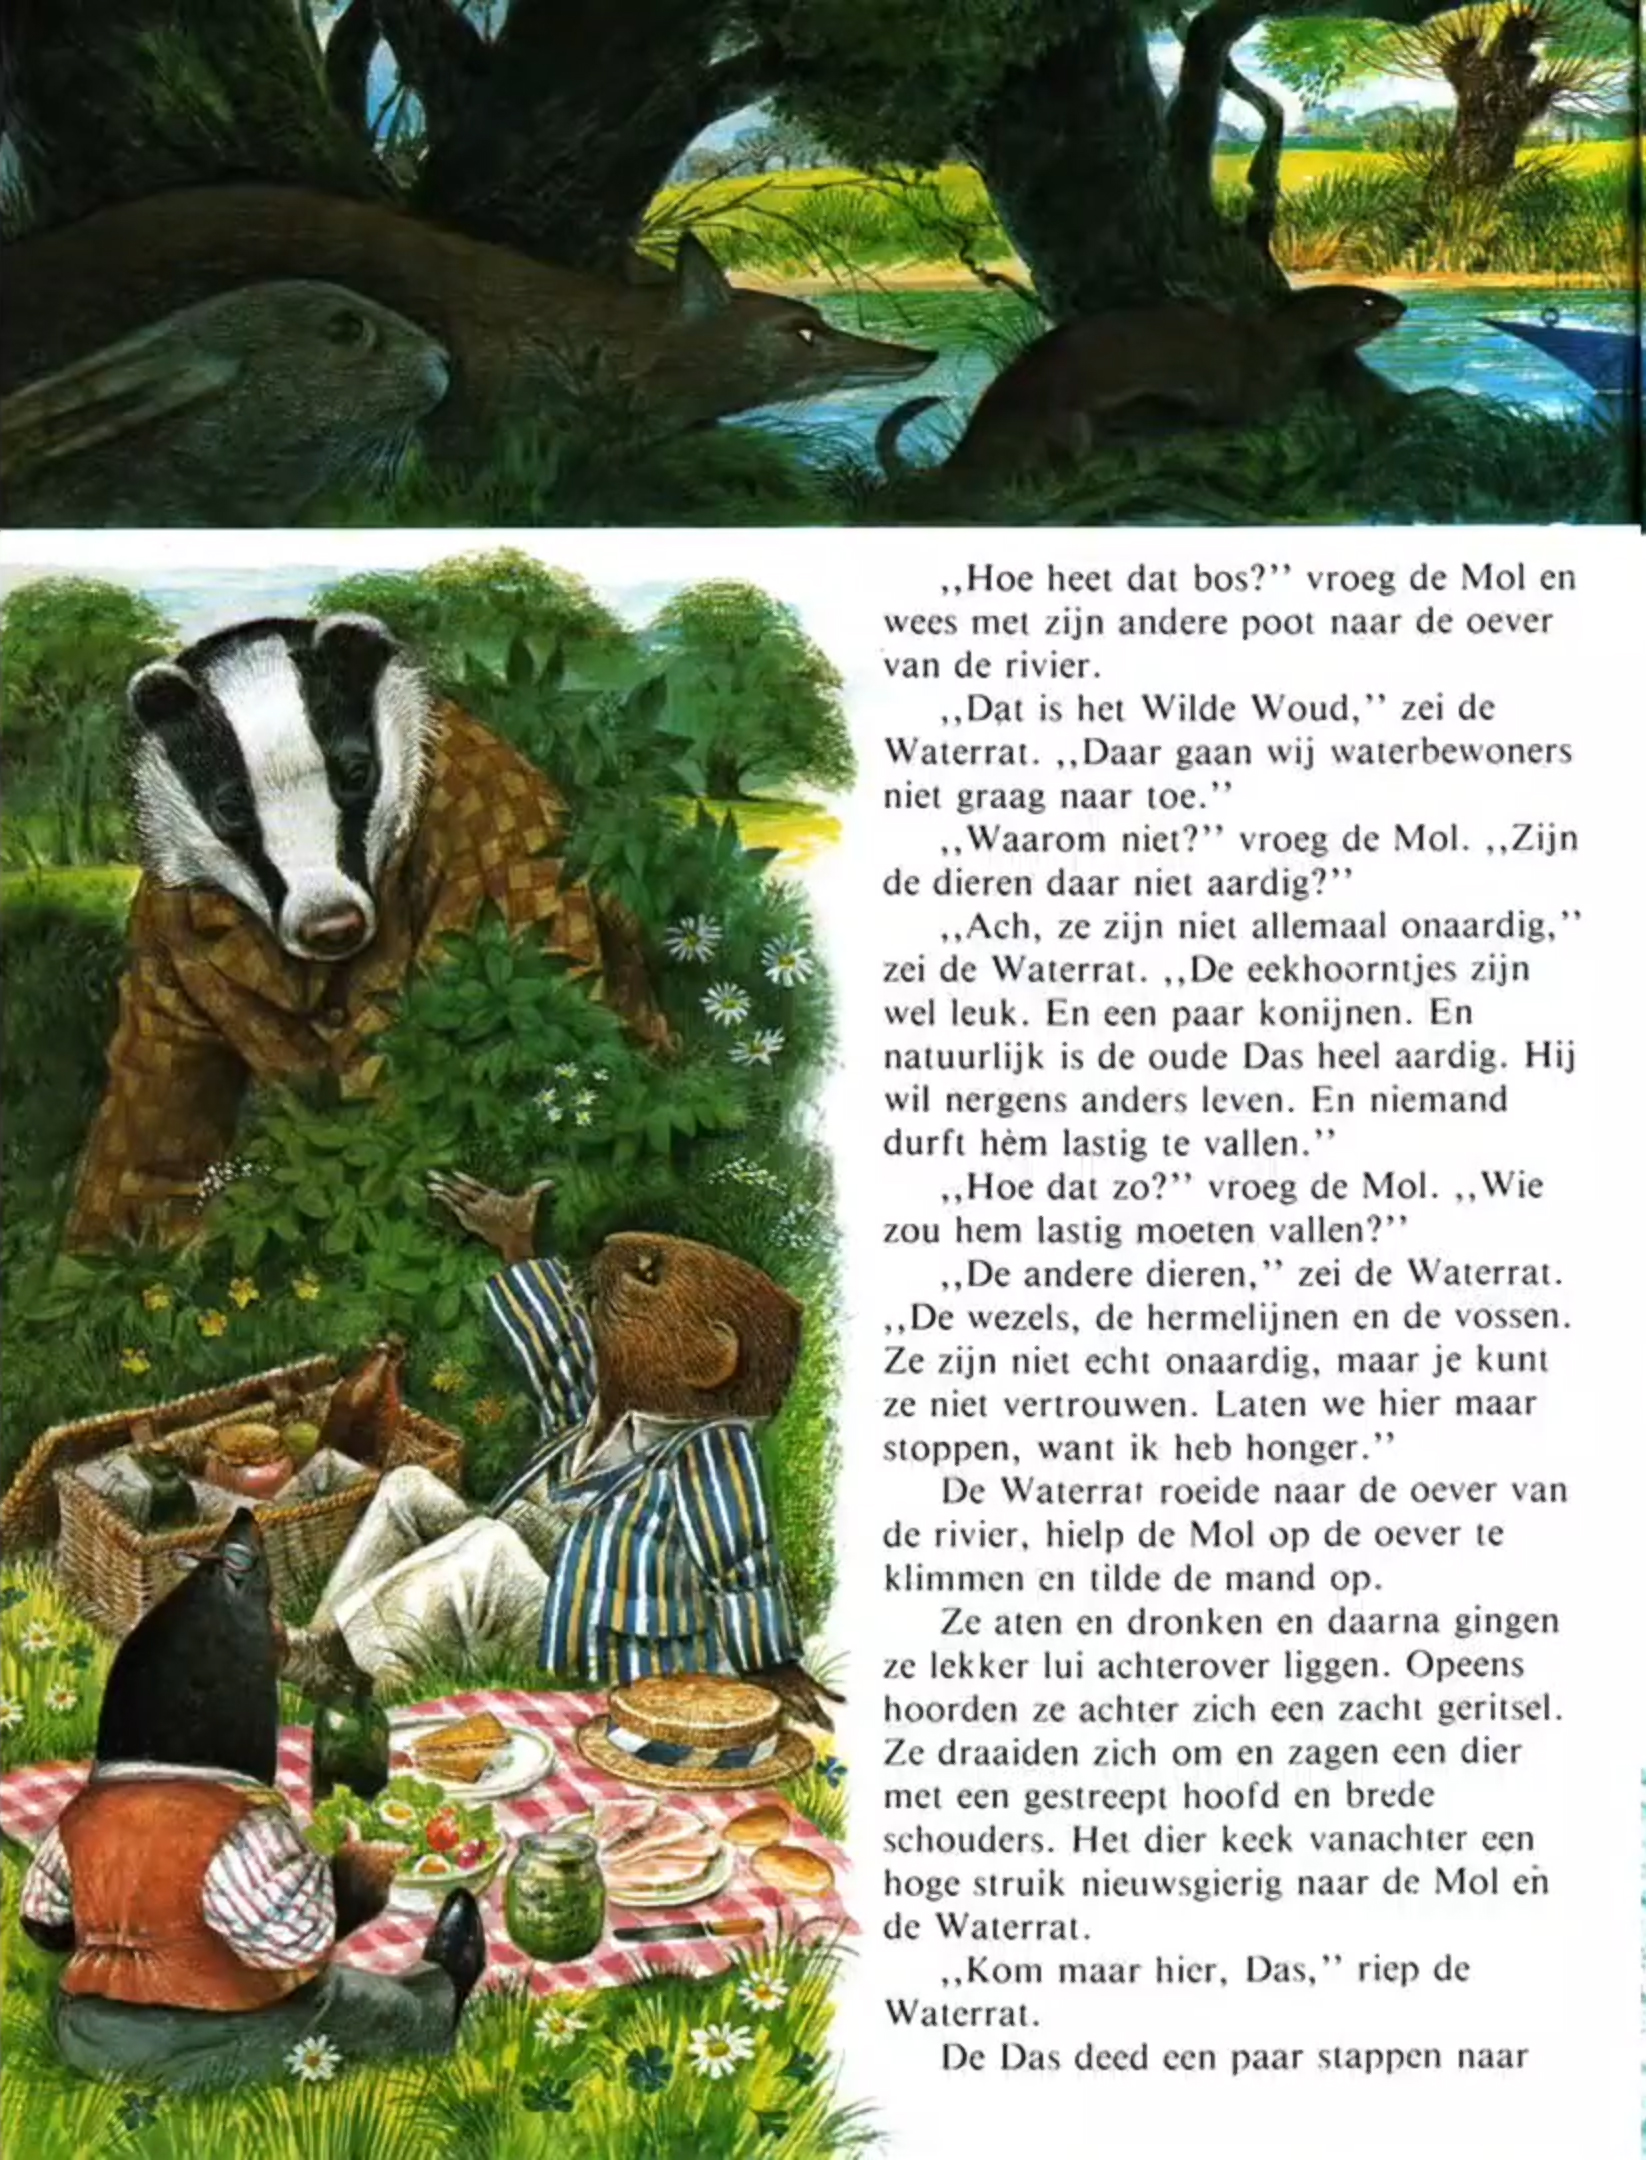 ,,Hoe heet dat bos?’’ vroeg de Mol en
wees met zijn andere poot naar de oever
van de rivier.
,,Dat is het Wilde Woud,’’ zei de
Waterrat. ,,Daar gaan wij waterbewoners
niet graag naar toe.’’
,,Waarom niet?’’ vroeg de Mol. ,,Zijn
de dieren daar niet aardig?’’
,,Ach, ze zijn niet allemaal onaardig,’’
zei de Waterrat. ,,De eekhoorntjes zijn
wel leuk. En een paar konijnen. En
natuurlijk is de oude Das heel aardig. Hij
wil nergens anders leven. En niemand
durft hèm lastig te vallen.’’
,,Hoe dat zo?’’ vroeg de Mol. ,,Wie
zou hem lastig moeten vallen?’’
,,De andere dieren,’’ zei de Waterrat.
,,De wezels, de hermelijnen en de vossen.
Ze zijn niet echt onaardig, maar je kunt
ze niet vertrouwen. Laten we hier maar
stoppen, want ik heb honger.’’
De Waterrat roeide naar de oever van
de rivier, hielp de Mol op de oever te
klimmen en tilde de mand op.
Ze aten en dronken en daarna gingen
ze lekker lui achterover liggen. Opeens
hoorden ze achter zich een zacht geritsel.
Ze draaiden zich om en zagen een dier
met een gestreept hoofd en brede
schouders. Het dier keek vanachter een
hoge struik nieuwsgierig naar de Mol en
de Waterrat.
,,Kom maar hier, Das,’’ riep de
Waterrat.
De Das deed een paar stappen naar